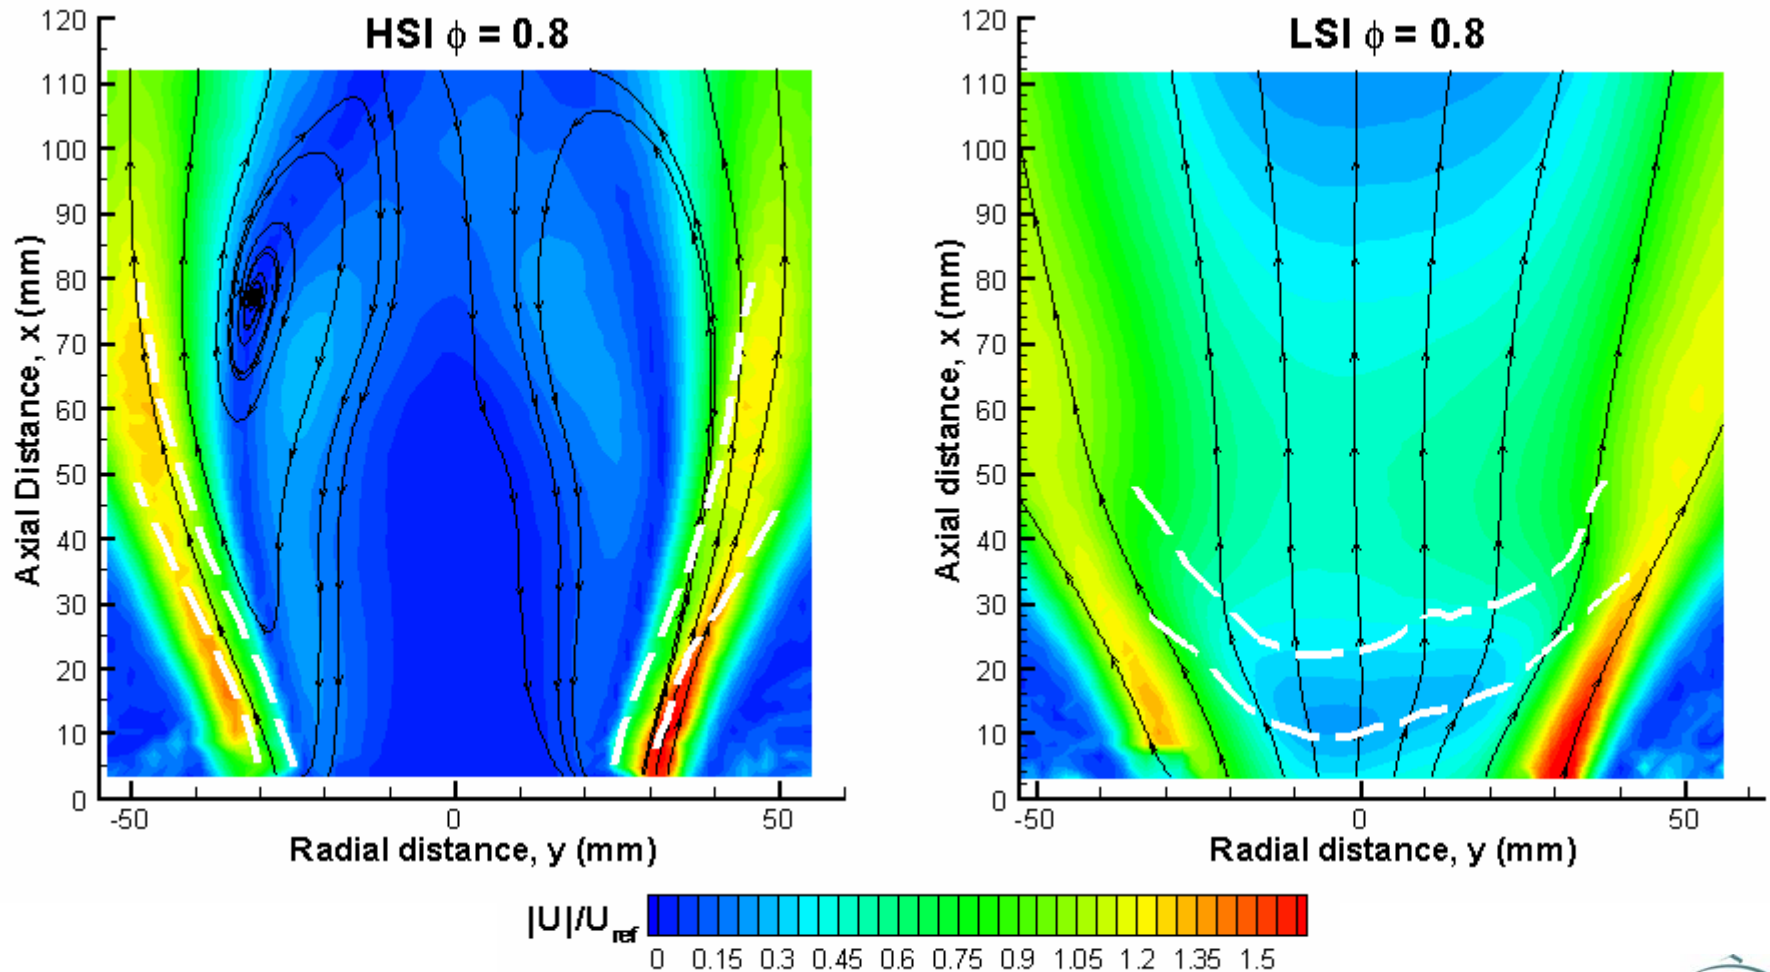 HSI ϕ = 0.8
120
110
100
90
80
70
60
50
40
30
20
10
0
Axial Distance, x (mm)
-50 0 50
Radial distance, y (mm)
LSI ϕ = 0.8
120
110
100
90
80
70
60
50
40
30
20
10
0
Axial distance, x (mm)
-50 0 50
Radial distance, y (mm)
|U|/Uref
0 0.15 0.3 0.45 0.6 0.75 0.9 1.05 1.2 1.35 1.5